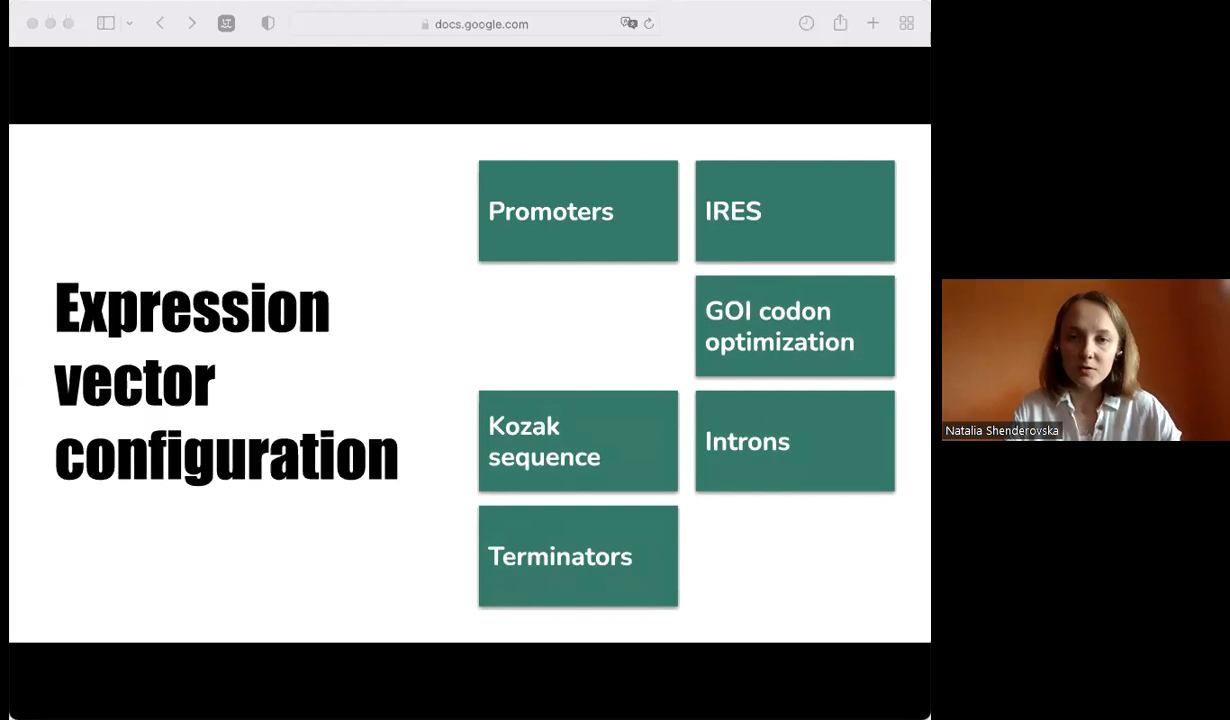 docs.google.com
Expression
vector
configuration
Promoters
IRES
GOI codon
optimization
Kozak
sequence
Introns
Terminators
Natalia Shenderovska